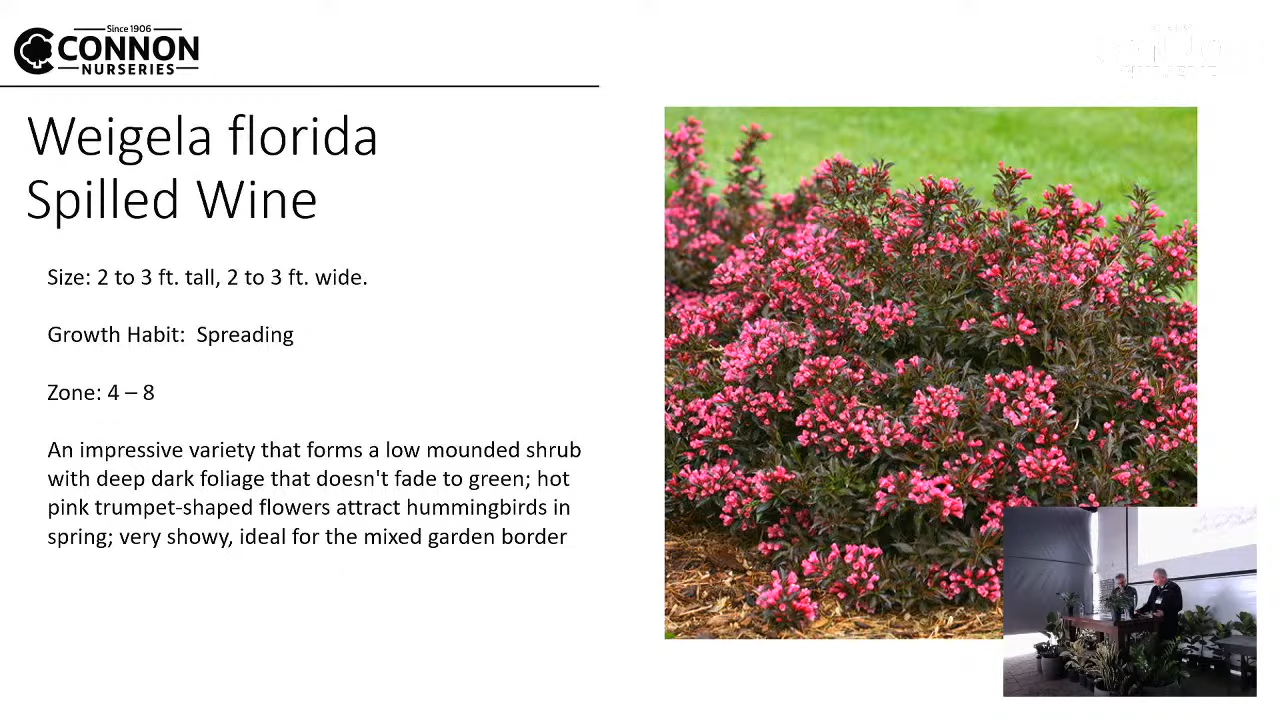 Since 1906
CONNON
NURSERIES
Weigela florida
Spilled Wine
Size: 2 to 3 ft. tall, 2 to 3 ft. wide.
Growth Habit:  Spreading
Zone: 4 – 8
An impressive variety that forms a low mounded shrub
with deep dark foliage that doesn't fade to green; hot
pink trumpet-shaped flowers attract hummingbirds in
spring; very showy, ideal for the mixed garden border